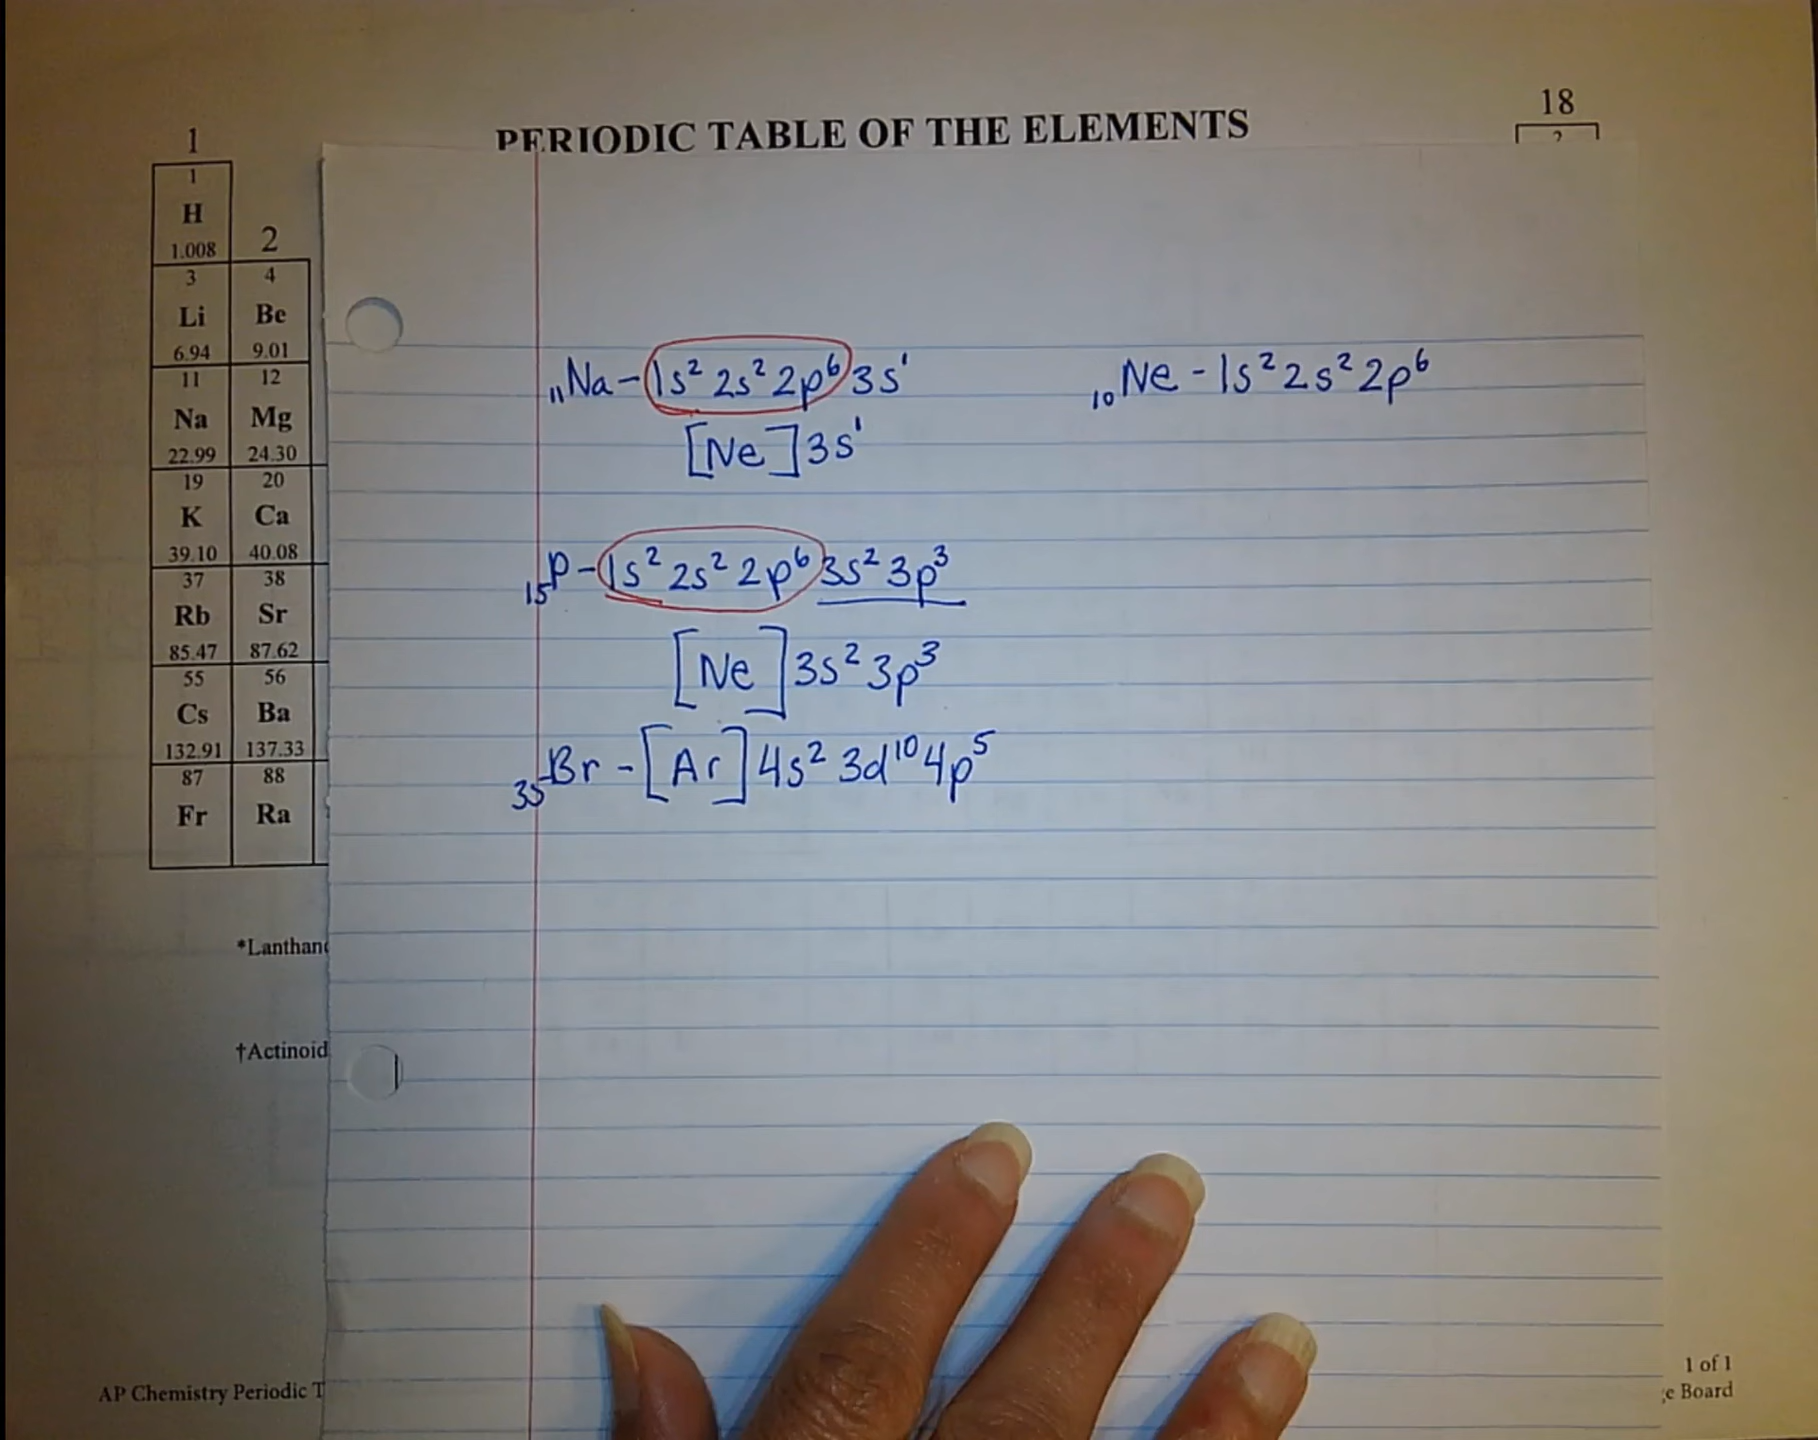 PERIODIC TABLE OF THE ELEMENTS
18
1
2
1
H
1.008
2
3 4
Li Be
6.94 9.01
11 12
Na Mg
22.99 24.30
19 20
K Ca
39.10 40.08
37 38
Rb Sr
85.47 87.62
55 56
Cs Ba
132.91 137.33
87 88
Fr Ra
₁₁Na – 1s² 2s² 2p⁶ 3s¹
₁₀Ne – 1s² 2s² 2p⁶
[Ne] 3s¹
₁₅P – 1s² 2s² 2p⁶ 3s² 3p³
[Ne] 3s² 3p³
₃₅Br – [Ar] 4s² 3d¹⁰ 4p⁵
*Lanthan
†Actinoid
AP Chemistry Periodic T
1 of 1
e Board